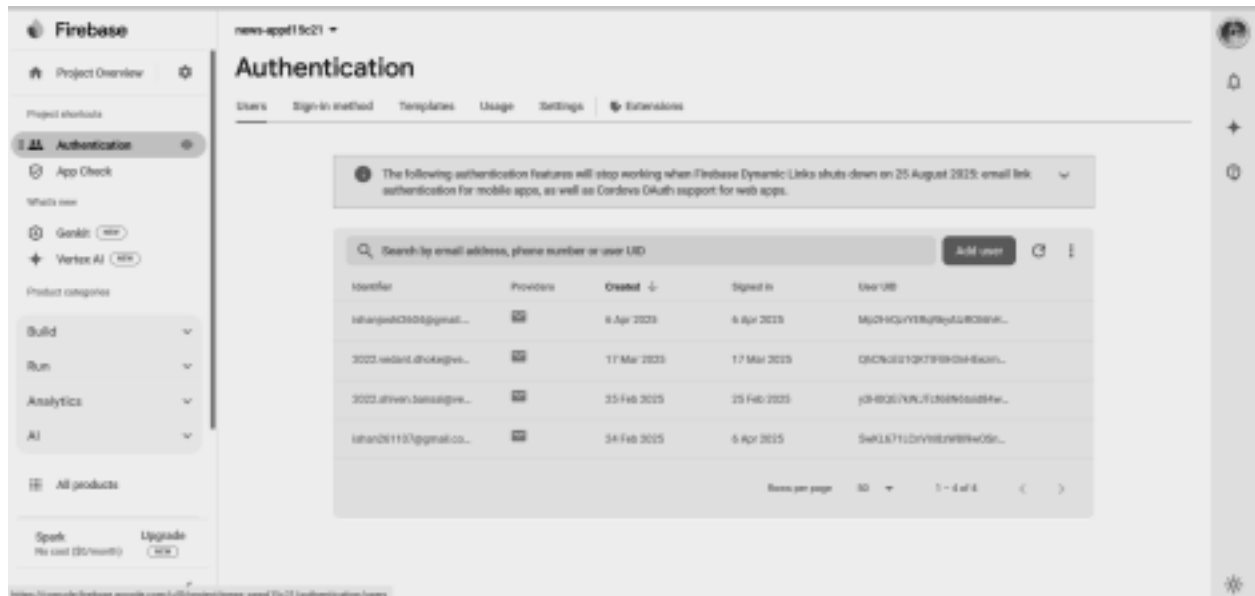 Firebase
Project Overview
Project shortcuts
Authentication
App Check
What's new
Genkit NEW
Vertex AI NEW
Product categories
Build
Run
Analytics
AI
All products
Spark
No cost ($0/month)
Upgrade
NEW
Authentication
Users Sign-in method Templates Usage Settings Extensions
The following authentication features will stop working when Firebase Dynamic Links shuts down on 25 August 2025: email link
authentication for mobile apps, as well as Cordova OAuth support for web apps.
Search by email address, phone number or user UID
Add user
Identifier Providers Created Signed in User UID
6 Apr 2025 6 Apr 2025
17 Mar 2025 17 Mar 2025
25 Feb 2025 25 Feb 2025
24 Feb 2025 6 Apr 2025
Rows per page 50 1 – 4 of 4